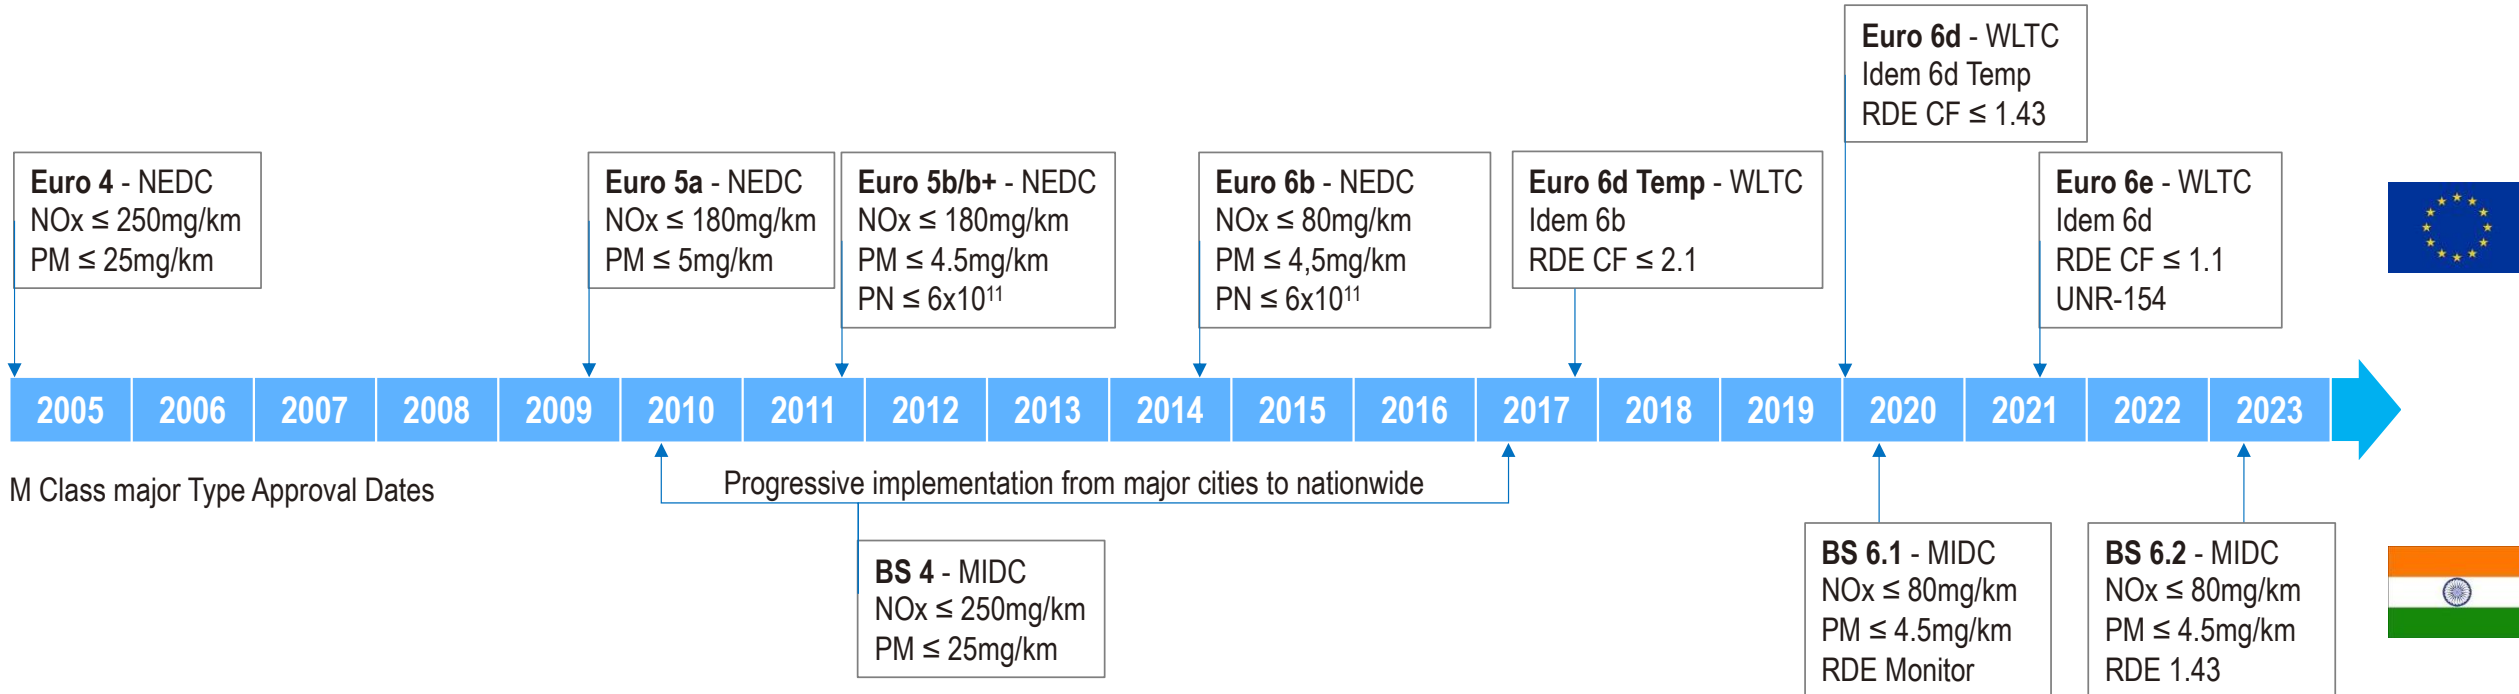 Euro 6d - WLTC
Idem 6d Temp
RDE CF ≤ 1.43
Euro 4 - NEDC
NOx ≤ 250mg/km
PM ≤ 25mg/km
Euro 5a - NEDC
NOx ≤ 180mg/km
PM ≤ 5mg/km
Euro 5b/b+ - NEDC
NOx ≤ 180mg/km
PM ≤ 4.5mg/km
PN ≤ 6x10¹¹
Euro 6b - NEDC
NOx ≤ 80mg/km
PM ≤ 4,5mg/km
PN ≤ 6x10¹¹
Euro 6d Temp - WLTC
Idem 6b
RDE CF ≤ 2.1
Euro 6e - WLTC
Idem 6d
RDE CF ≤ 1.1
UNR-154
2005 2006 2007 2008 2009 2010 2011 2012 2013 2014 2015 2016 2017 2018 2019 2020 2021 2022 2023
M Class major Type Approval Dates
Progressive implementation from major cities to nationwide
BS 4 - MIDC
NOx ≤ 250mg/km
PM ≤ 25mg/km
BS 6.1 - MIDC
NOx ≤ 80mg/km
PM ≤ 4.5mg/km
RDE Monitor
BS 6.2 - MIDC
NOx ≤ 80mg/km
PM ≤ 4.5mg/km
RDE 1.43